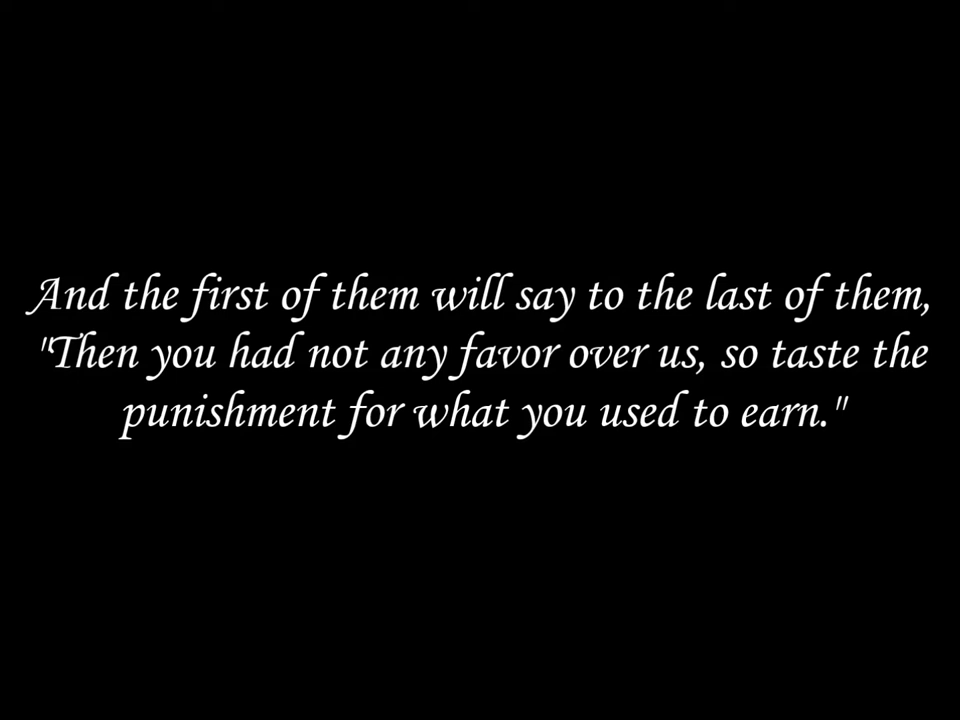 And the first of them will say to the last of them,
"Then you had not any favor over us, so taste the
punishment for what you used to earn."